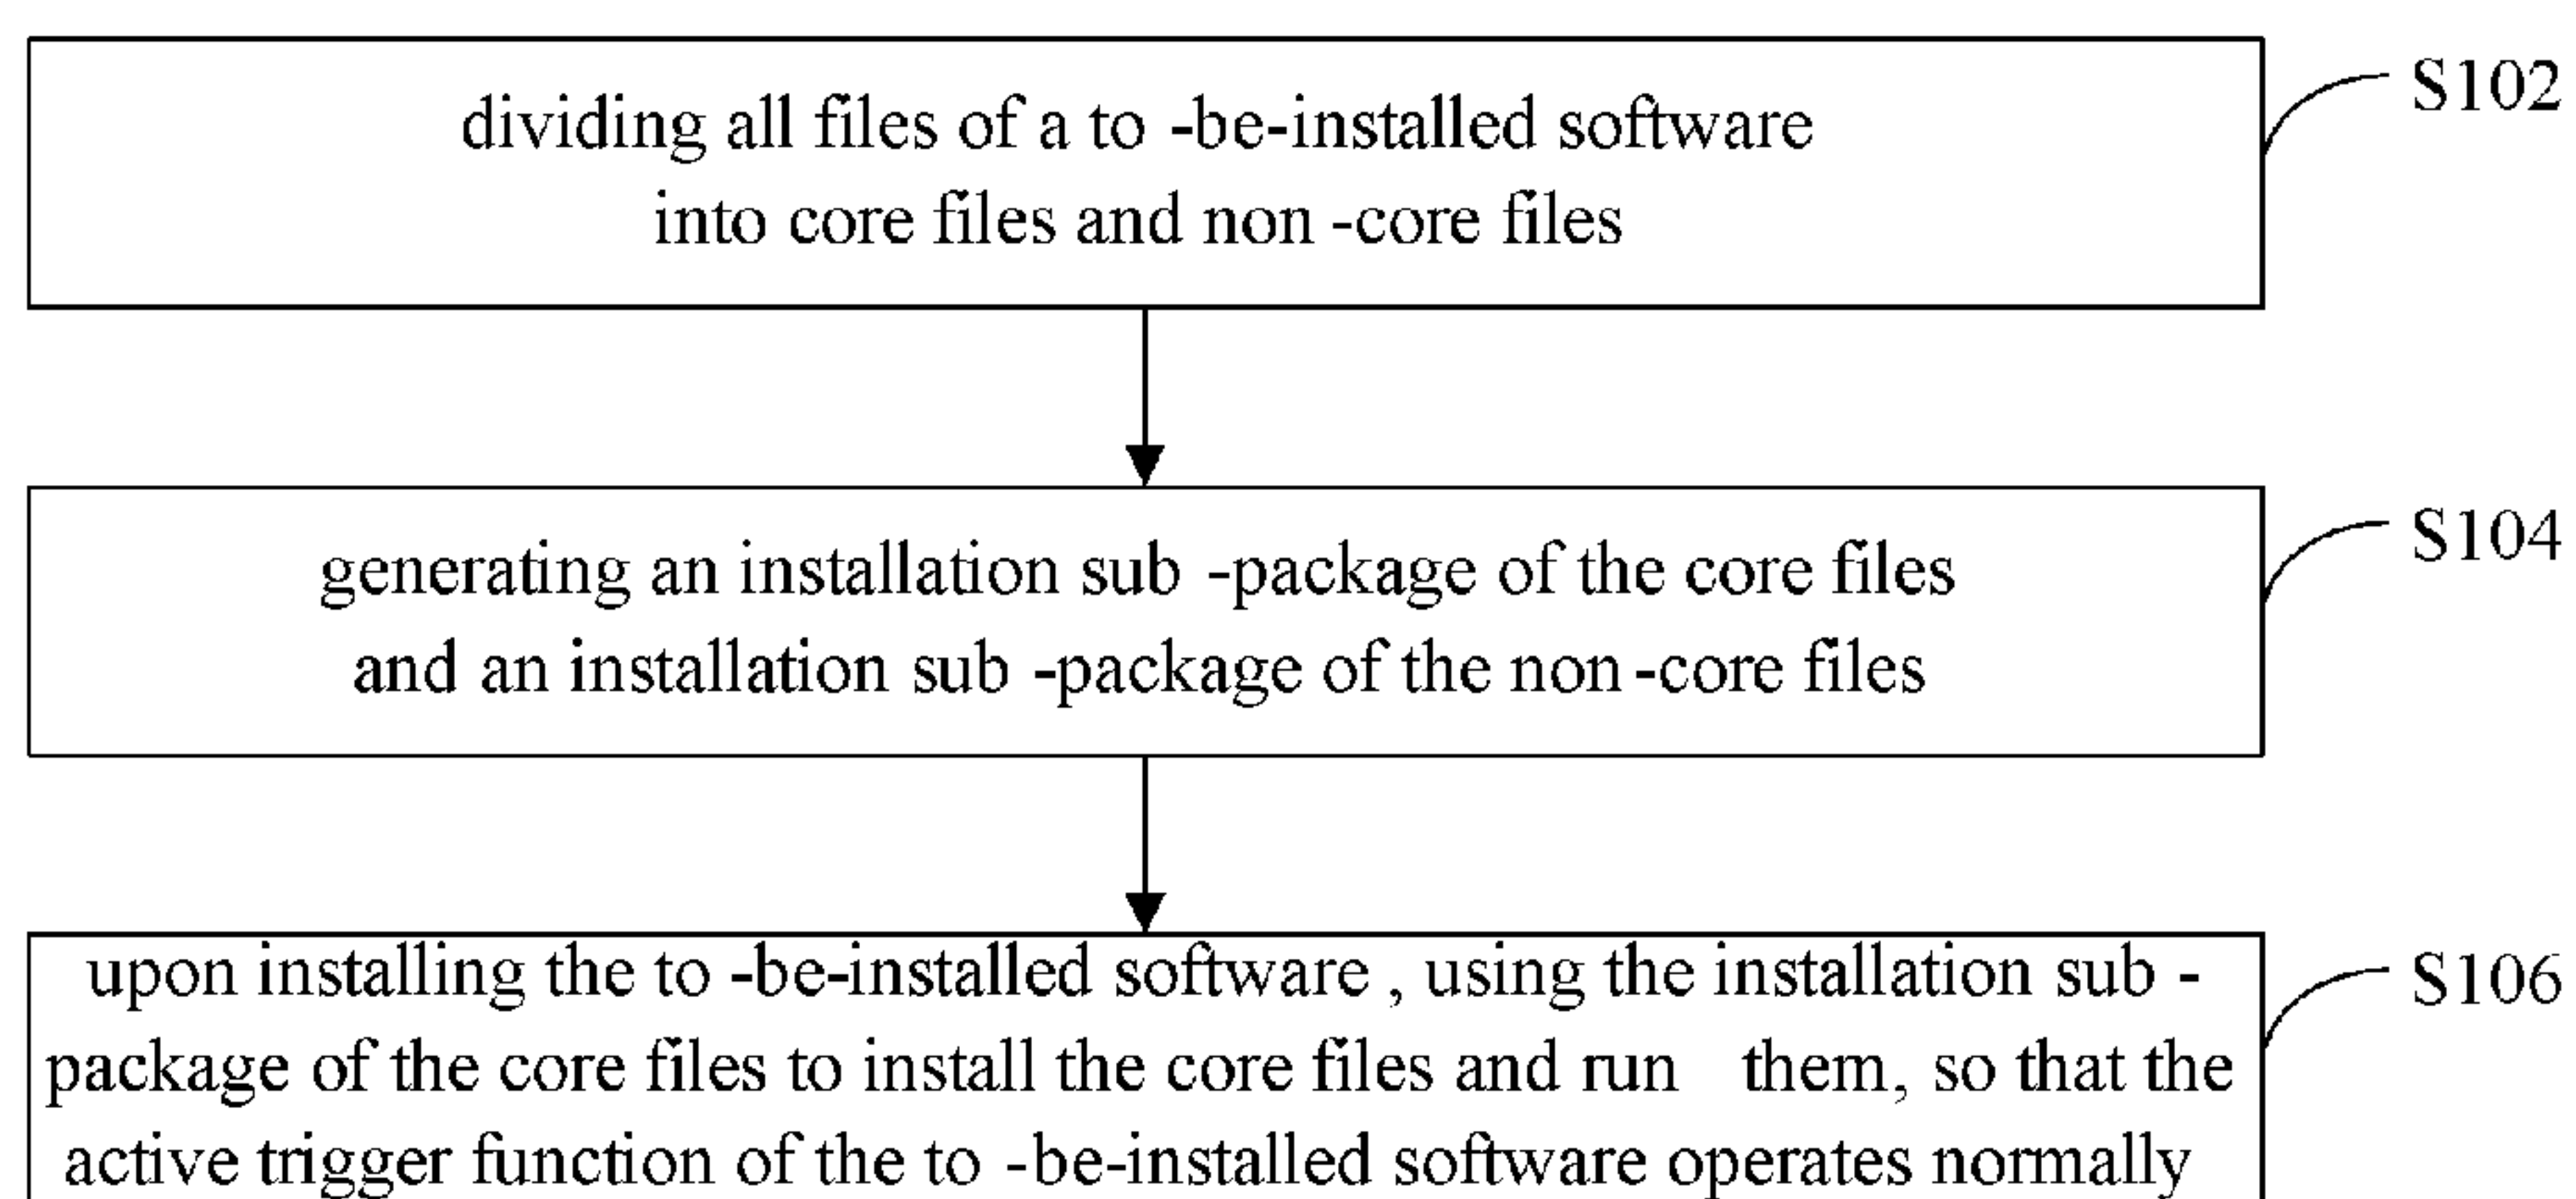 dividing all files of a to -be-installed software
into core files and non -core files
S102
generating an installation sub -package of the core files
and an installation sub -package of the non -core files
S104
upon installing the to -be-installed software , using the installation sub -
package of the core files to install the core files and run them, so that the
active trigger function of the to -be-installed software operates normally
S106